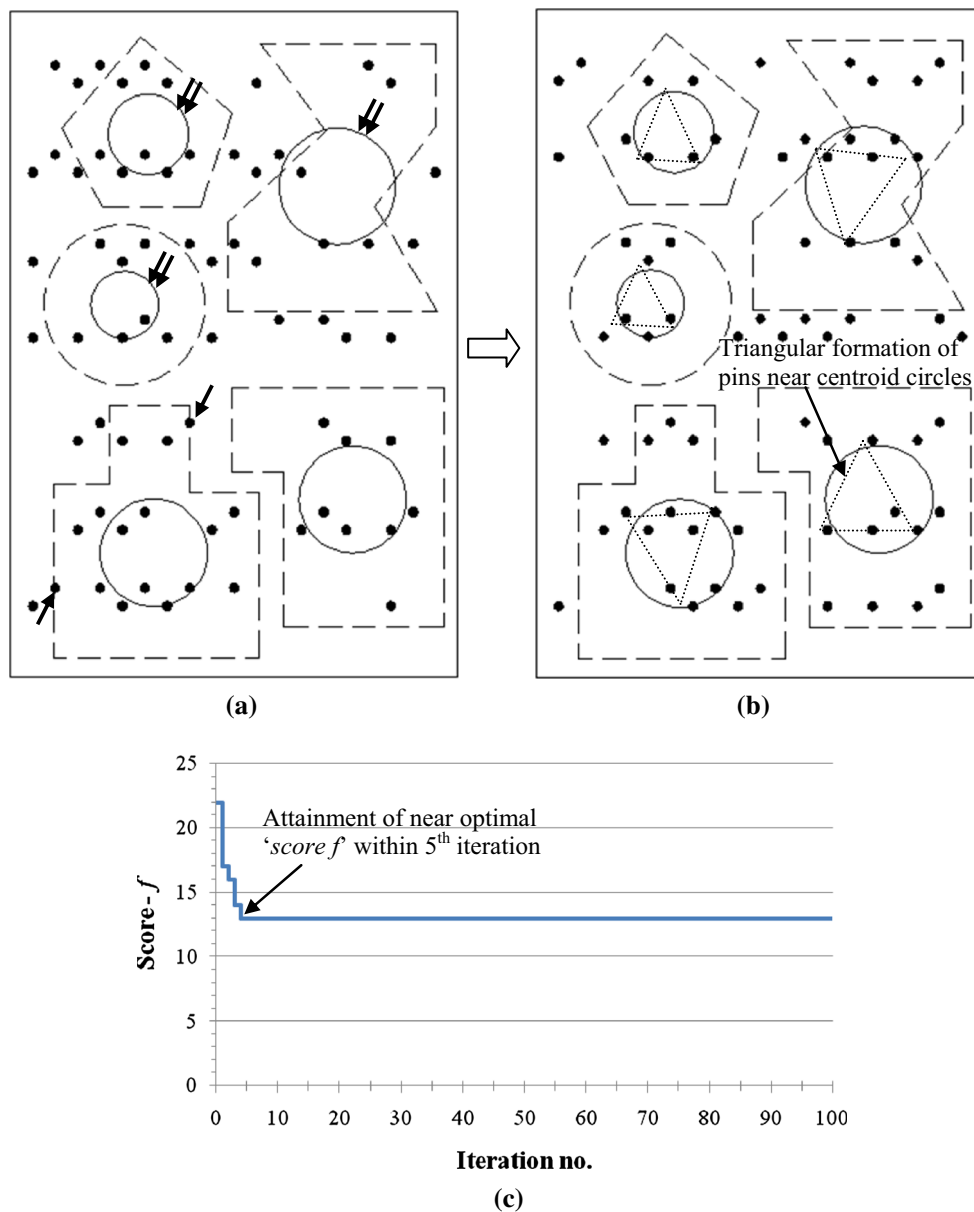 Triangular formation of
pins near centroid circles
(a)
(b)
25
20
15
10
5
0
Score- f
Attainment of near optimal
‘score f’ within 5th iteration
0 10 20 30 40 50 60 70 80 90 100
Iteration no.
(c)